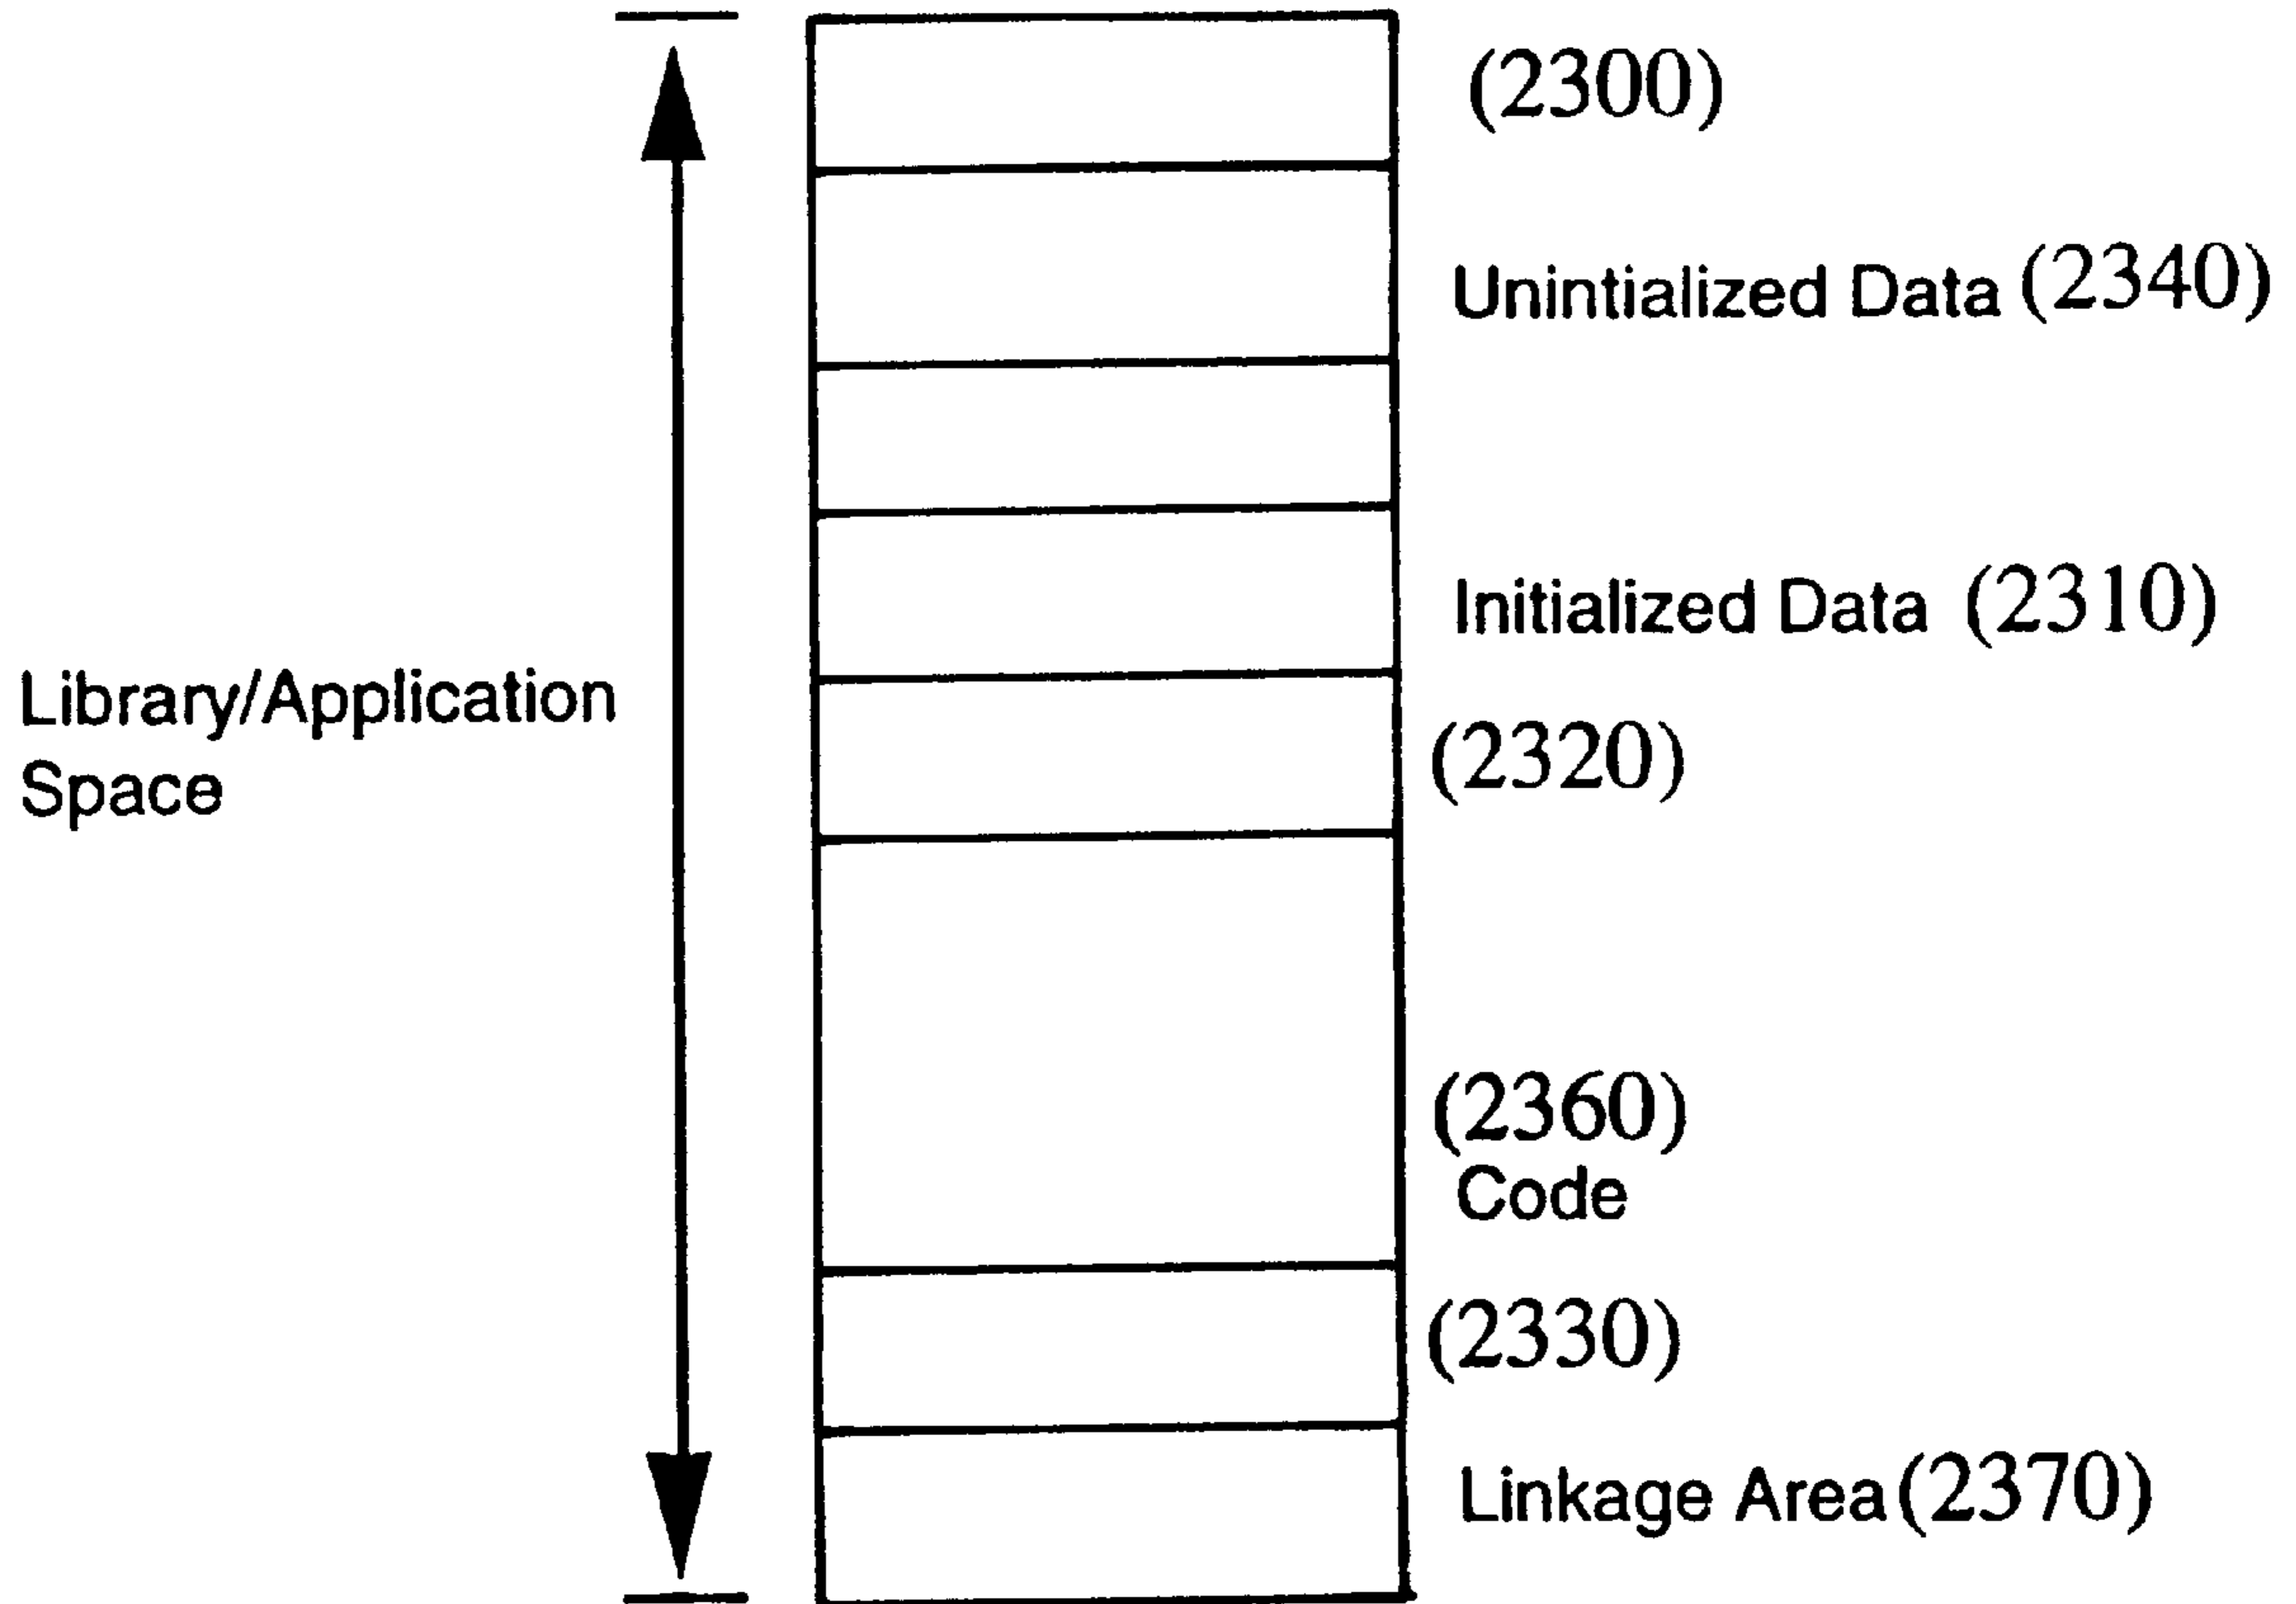 (2300)
Unintialized Data (2340)
Initialized Data (2310)
Library/Application
Space
(2320)
(2360)
Code
(2330)
Linkage Area (2370)